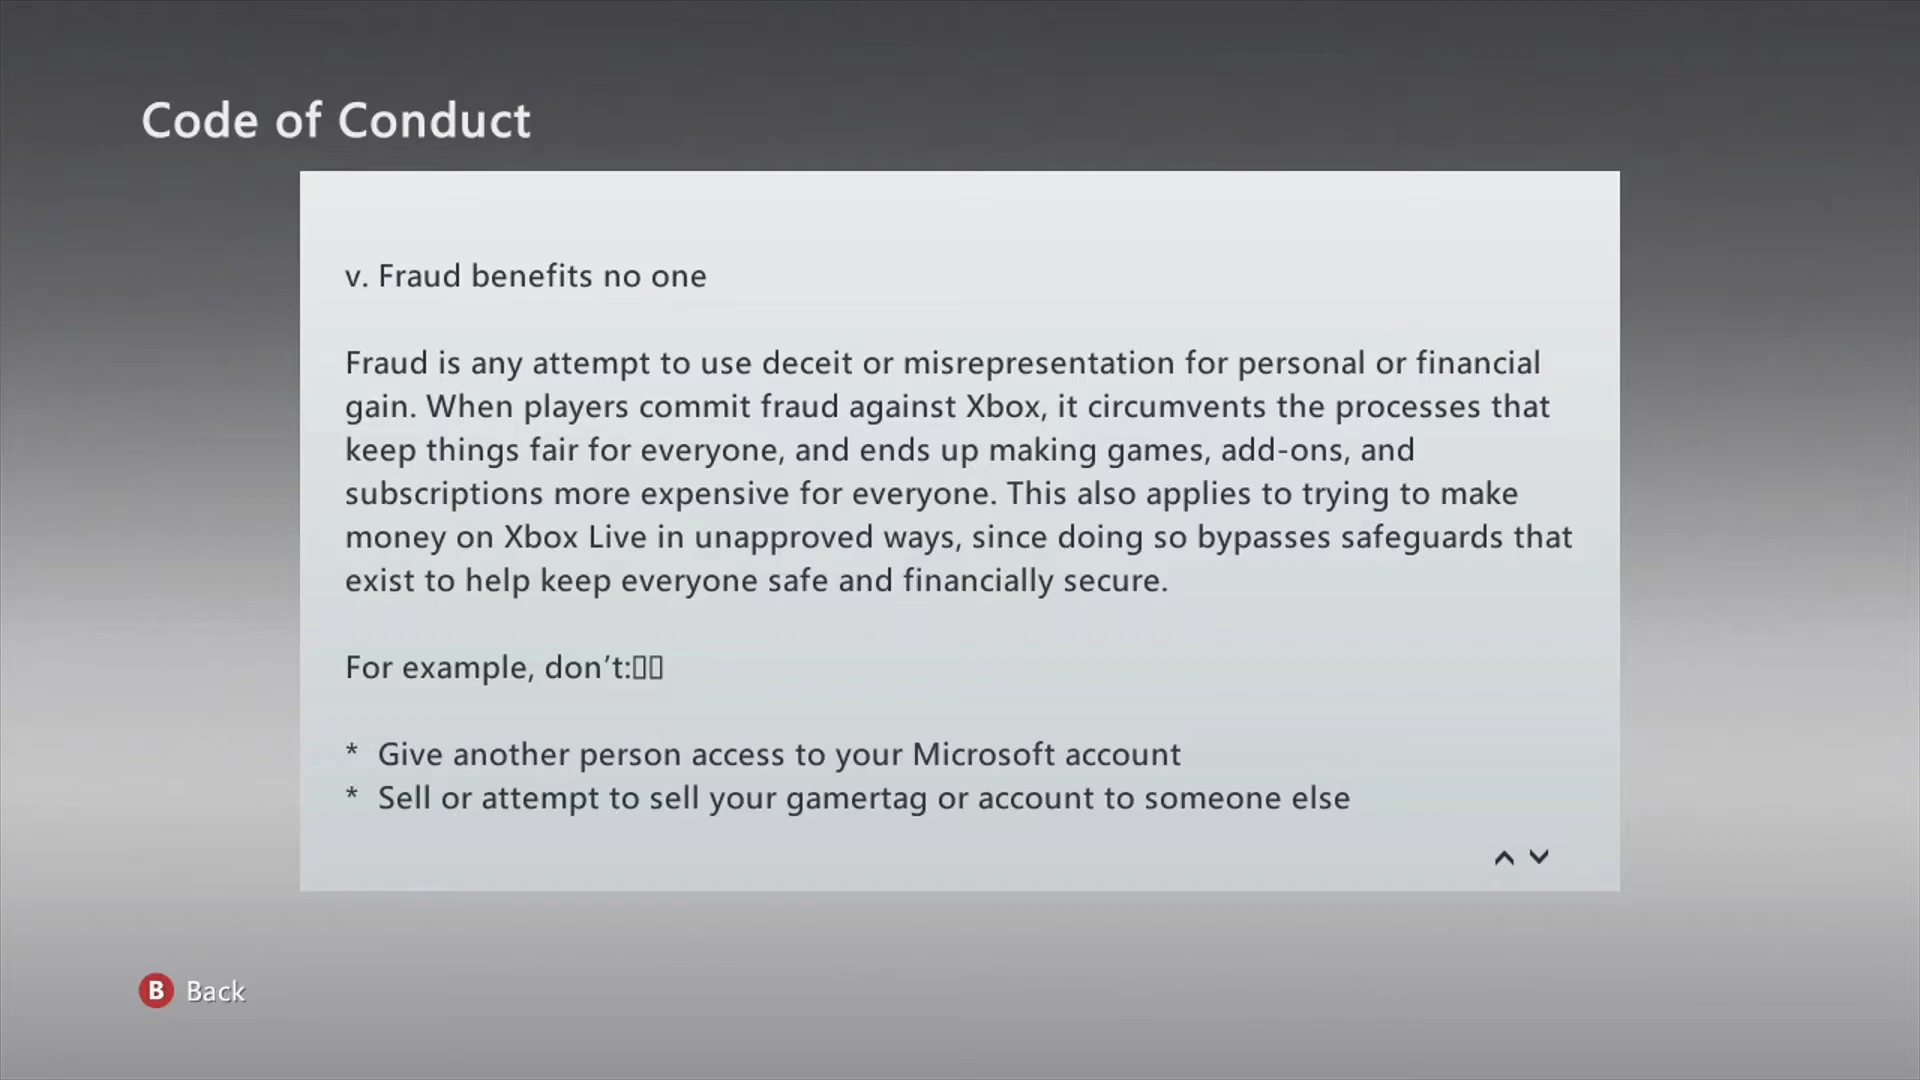 Code of Conduct
v. Fraud benefits no one
Fraud is any attempt to use deceit or misrepresentation for personal or financial
gain. When players commit fraud against Xbox, it circumvents the processes that
keep things fair for everyone, and ends up making games, add-ons, and
subscriptions more expensive for everyone. This also applies to trying to make
money on Xbox Live in unapproved ways, since doing so bypasses safeguards that
exist to help keep everyone safe and financially secure.
For example, don’t:▯▯
* Give another person access to your Microsoft account
* Sell or attempt to sell your gamertag or account to someone else
B Back